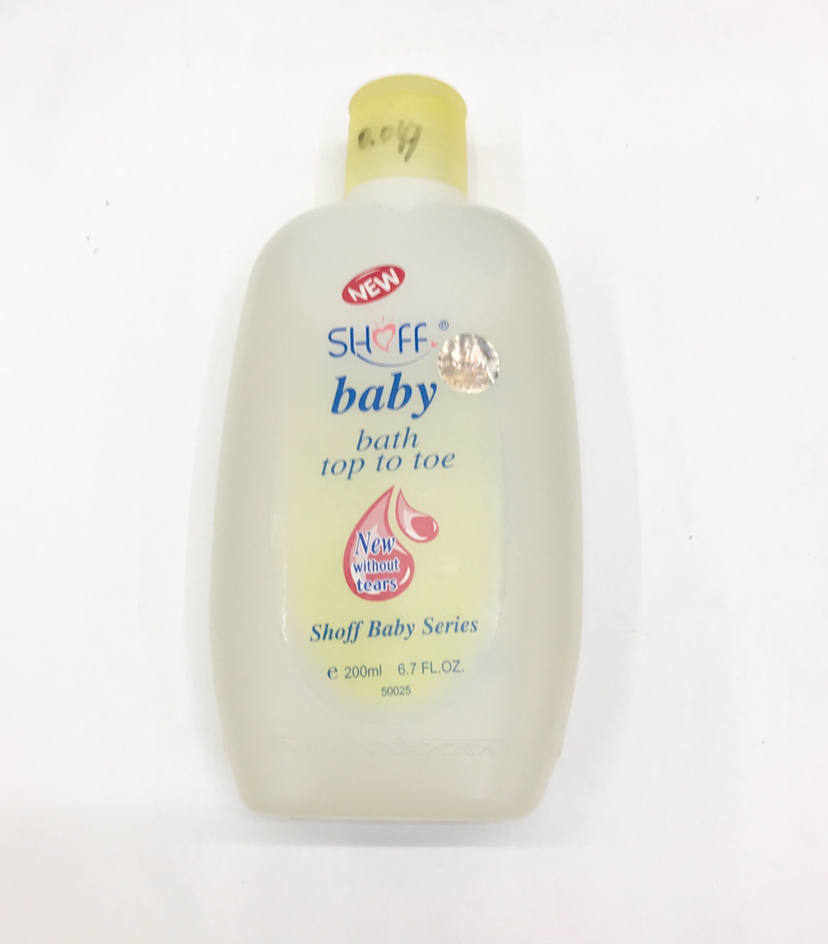 NEW
SHOFF®
baby
bath
top to toe
New
without
tears
Shoff Baby Series
e 200ml 6.7 FL.OZ.
50025